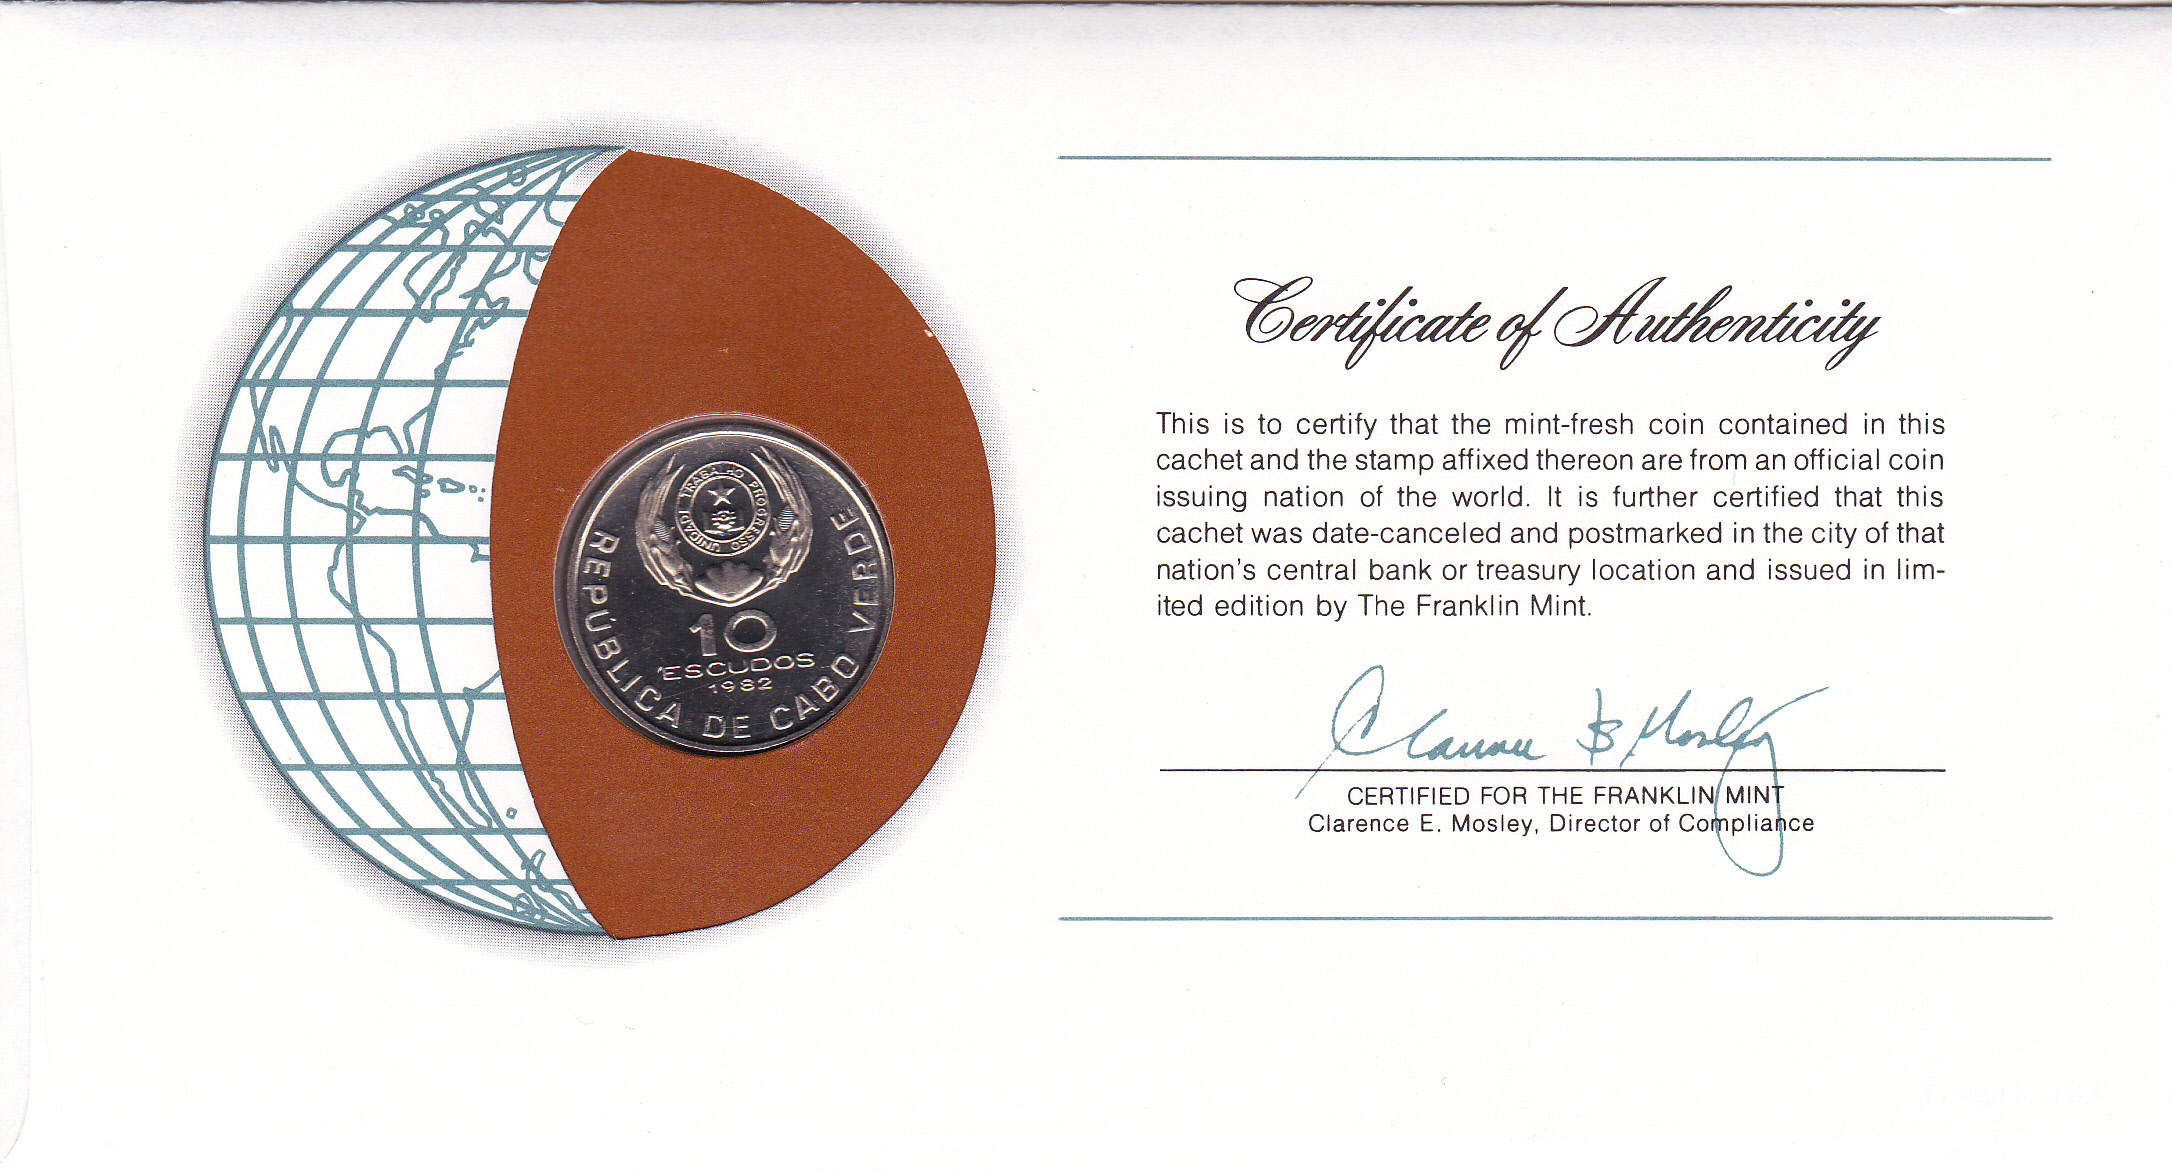 TRABALHO PROGRESSO UNIDADE
10
ESCUDOS
1982
REPÚBLICA DE CABO VERDE
Certificate of Authenticity
This is to certify that the mint-fresh coin contained in this
cachet and the stamp affixed thereon are from an official coin
issuing nation of the world. It is further certified that this
cachet was date-canceled and postmarked in the city of that
nation's central bank or treasury location and issued in lim-
ited edition by The Franklin Mint.
CERTIFIED FOR THE FRANKLIN MINT
Clarence E. Mosley, Director of Compliance